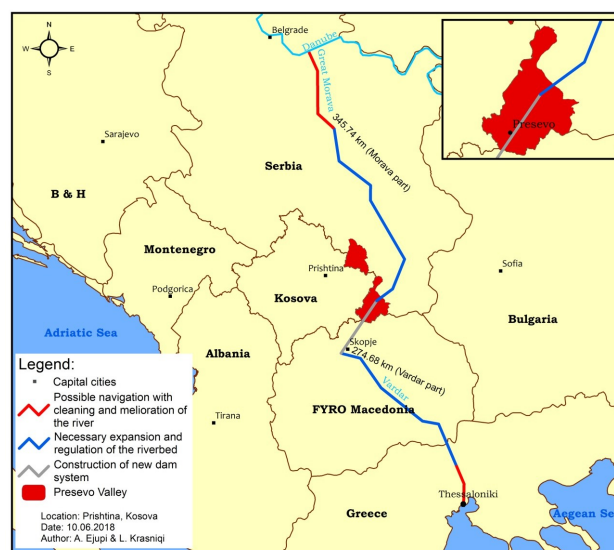 N
W
E
S
Belgrade
Danube
Great Morava
Presevo
Sarajevo
345.74 km (Morava part)
Serbia
B & H
Montenegro
Prishtina
Sofia
Podgorica
Kosova
Bulgaria
Adriatic Sea
Skopje
274.68 km (Vardar part)
Albania
Vardar
FYRO Macedonia
Tirana
Thessaloniki
Aegean Se
Greece
Legend:
Capital cities
Possible navigation with
cleaning and melioration of
the river
Necessary expansion and
regulation of the riverbed
Construction of new dam
system
Presevo Valley
Location: Prishtina, Kosova
Date: 10.06.2018
Author: A. Ejupi & L. Krasniqi